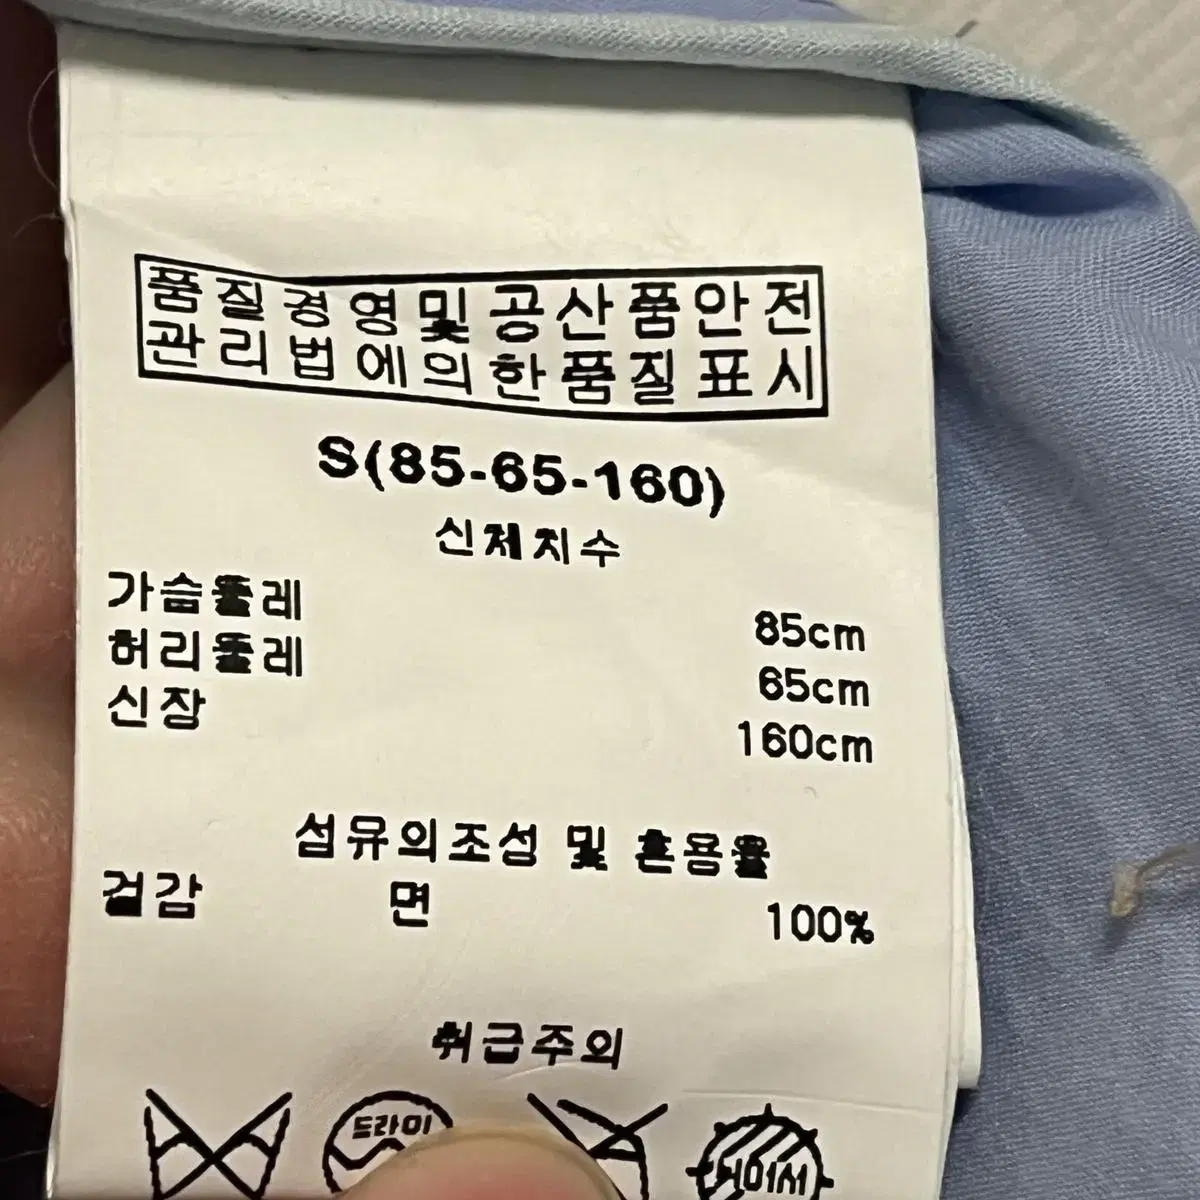 품질경영및공산품안전
관리법에의한품질표시
S(85-65-160)
신체치수
가슴둘레 85cm
허리둘레 65cm
신장 160cm
섬유의조성 및 혼용율
겉감 면 100%
취급주의
드라이